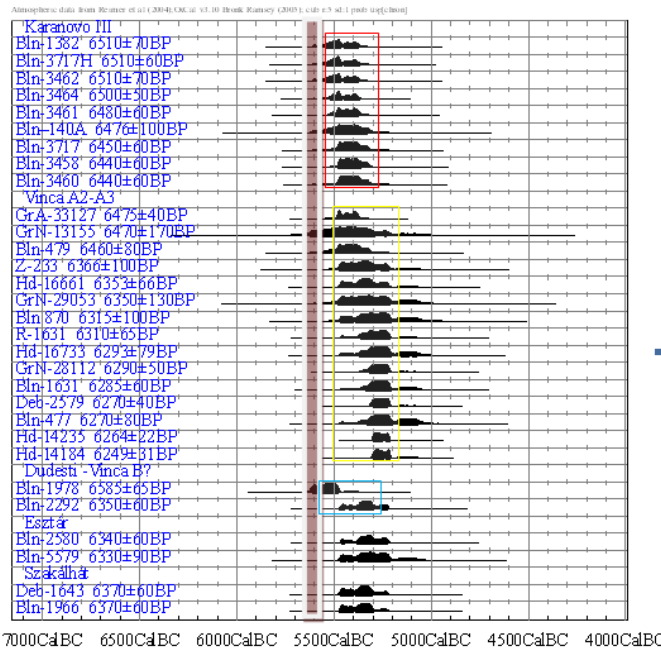 Atmospheric data from Reimer et al (2004);OxCal v3.10 Bronk Ramsey (2005); cub r:5 sd:12 prob usp[chron]
Karanovo III
Bln-1382 6510±70BP
Bln-3717H 6510±60BP
Bln-3462 6510±70BP
Bln-3464 6500±50BP
Bln-3461 6480±60BP
Bln-140A 6476±100BP
Bln-3717 6450±60BP
Bln-3458 6440±60BP
Bln-3460 6440±60BP
Vinca A2-A3
GrA-33127 6475±40BP
GrN-13155 6470±170BP
Bln-479 6460±80BP
Z-233 6366±100BP
Hd-16661 6353±66BP
GrN-29053 6350±130BP
Bln 870 6315±100BP
R-1631 6310±65BP
Hd-16733 6293±79BP
GrN-28112 6290±50BP
Bln-1631 6285±60BP
Deb-2579 6270±40BP
Bln-477 6270±80BP
Hd-14235 6264±22BP
Hd-14184 6249±31BP
Dudesti -Vinca B?
Bln-1978 6585±65BP
Bln-2292 6350±60BP
Esztár
Bln-2580 6340±60BP
Bln-5579 6330±90BP
Szakálhát
Deb-1643 6370±60BP
Bln-1966 6370±60BP
7000CalBC 6500CalBC 6000CalBC 5500CalBC 5000CalBC 4500CalBC 4000CalBC